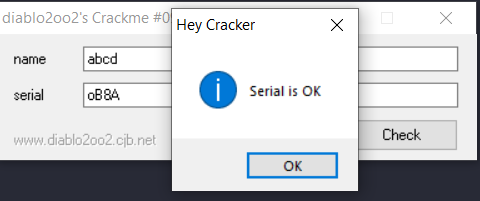 diablo2oo2's Crackme #0
Hey Cracker
name
abcd
serial
oB8A
Serial is OK
www.diablo2oo2.cjb.net
Check
OK